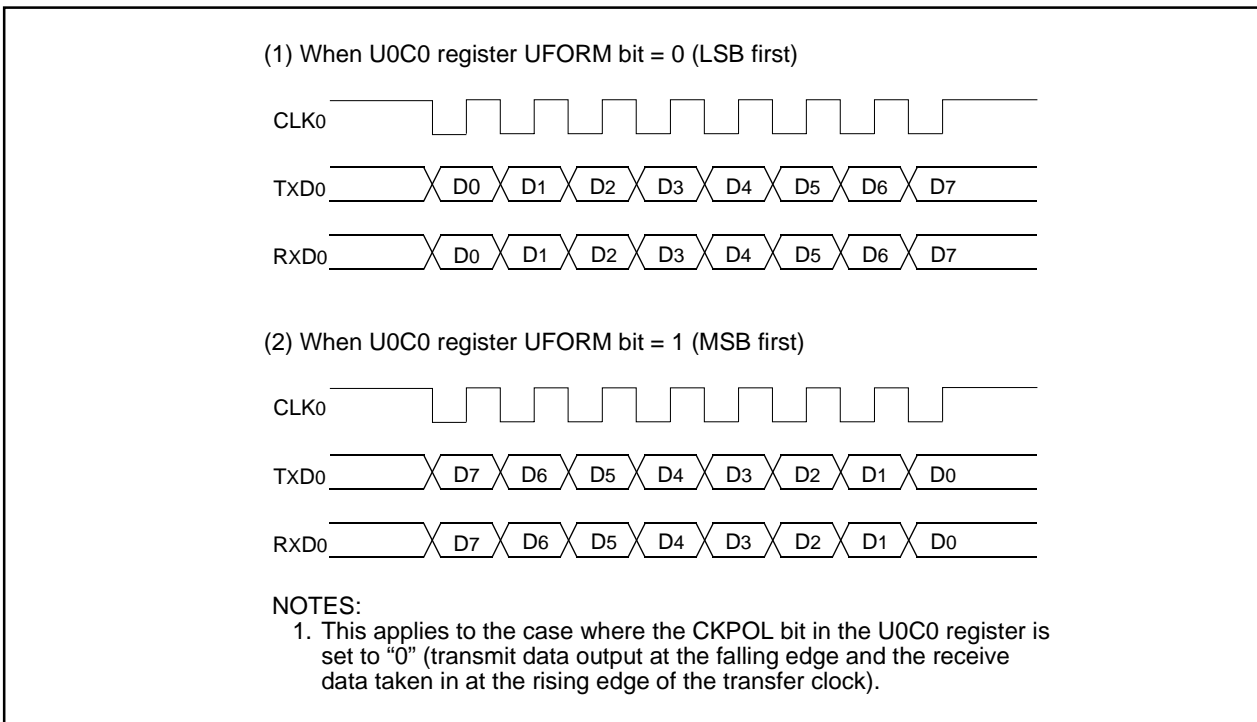 (1) When U0C0 register UFORM bit = 0 (LSB first)
CLK0
TXD0 D0 D1 D2 D3 D4 D5 D6 D7
RXD0 D0 D1 D2 D3 D4 D5 D6 D7
(2) When U0C0 register UFORM bit = 1 (MSB first)
CLK0
TXD0 D7 D6 D5 D4 D3 D2 D1 D0
RXD0 D7 D6 D5 D4 D3 D2 D1 D0
NOTES:
1. This applies to the case where the CKPOL bit in the U0C0 register is
set to “0” (transmit data output at the falling edge and the receive
data taken in at the rising edge of the transfer clock).